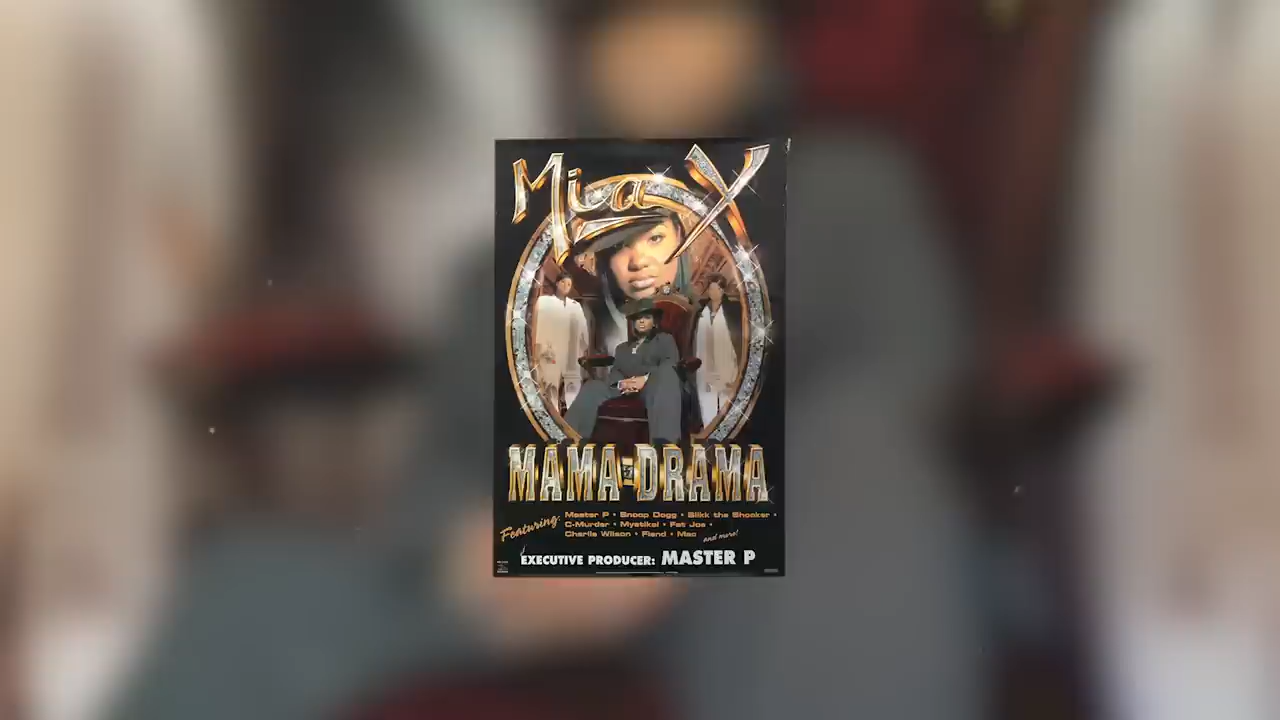 Mia X
MAMA DRAMA
Featuring:
Master P • Snoop Dogg • Silkk the Shocker •
C-Murder • Mystikal • Fat Joe •
Charlie Wilson • Fiend • Mac and more!
EXECUTIVE PRODUCER: MASTER P